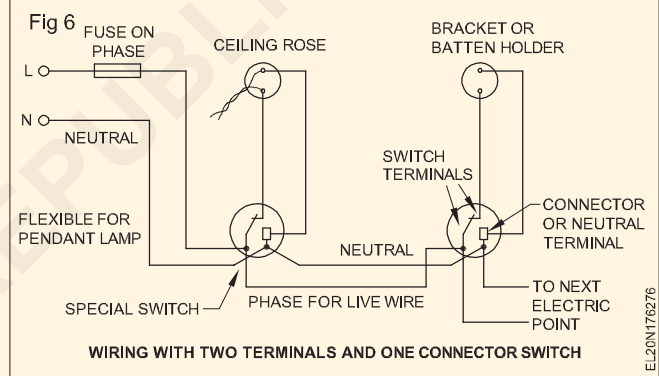 Fig 6
FUSE ON
PHASE
CEILING ROSE
BRACKET OR
BATTEN HOLDER
L
N
NEUTRAL
SWITCH
TERMINALS
FLEXIBLE FOR
PENDANT LAMP
CONNECTOR
OR NEUTRAL
TERMINAL
NEUTRAL
SPECIAL SWITCH
PHASE FOR LIVE WIRE
TO NEXT
ELECTRIC
POINT
WIRING WITH TWO TERMINALS AND ONE CONNECTOR SWITCH
EL20N176276
REPUBLI